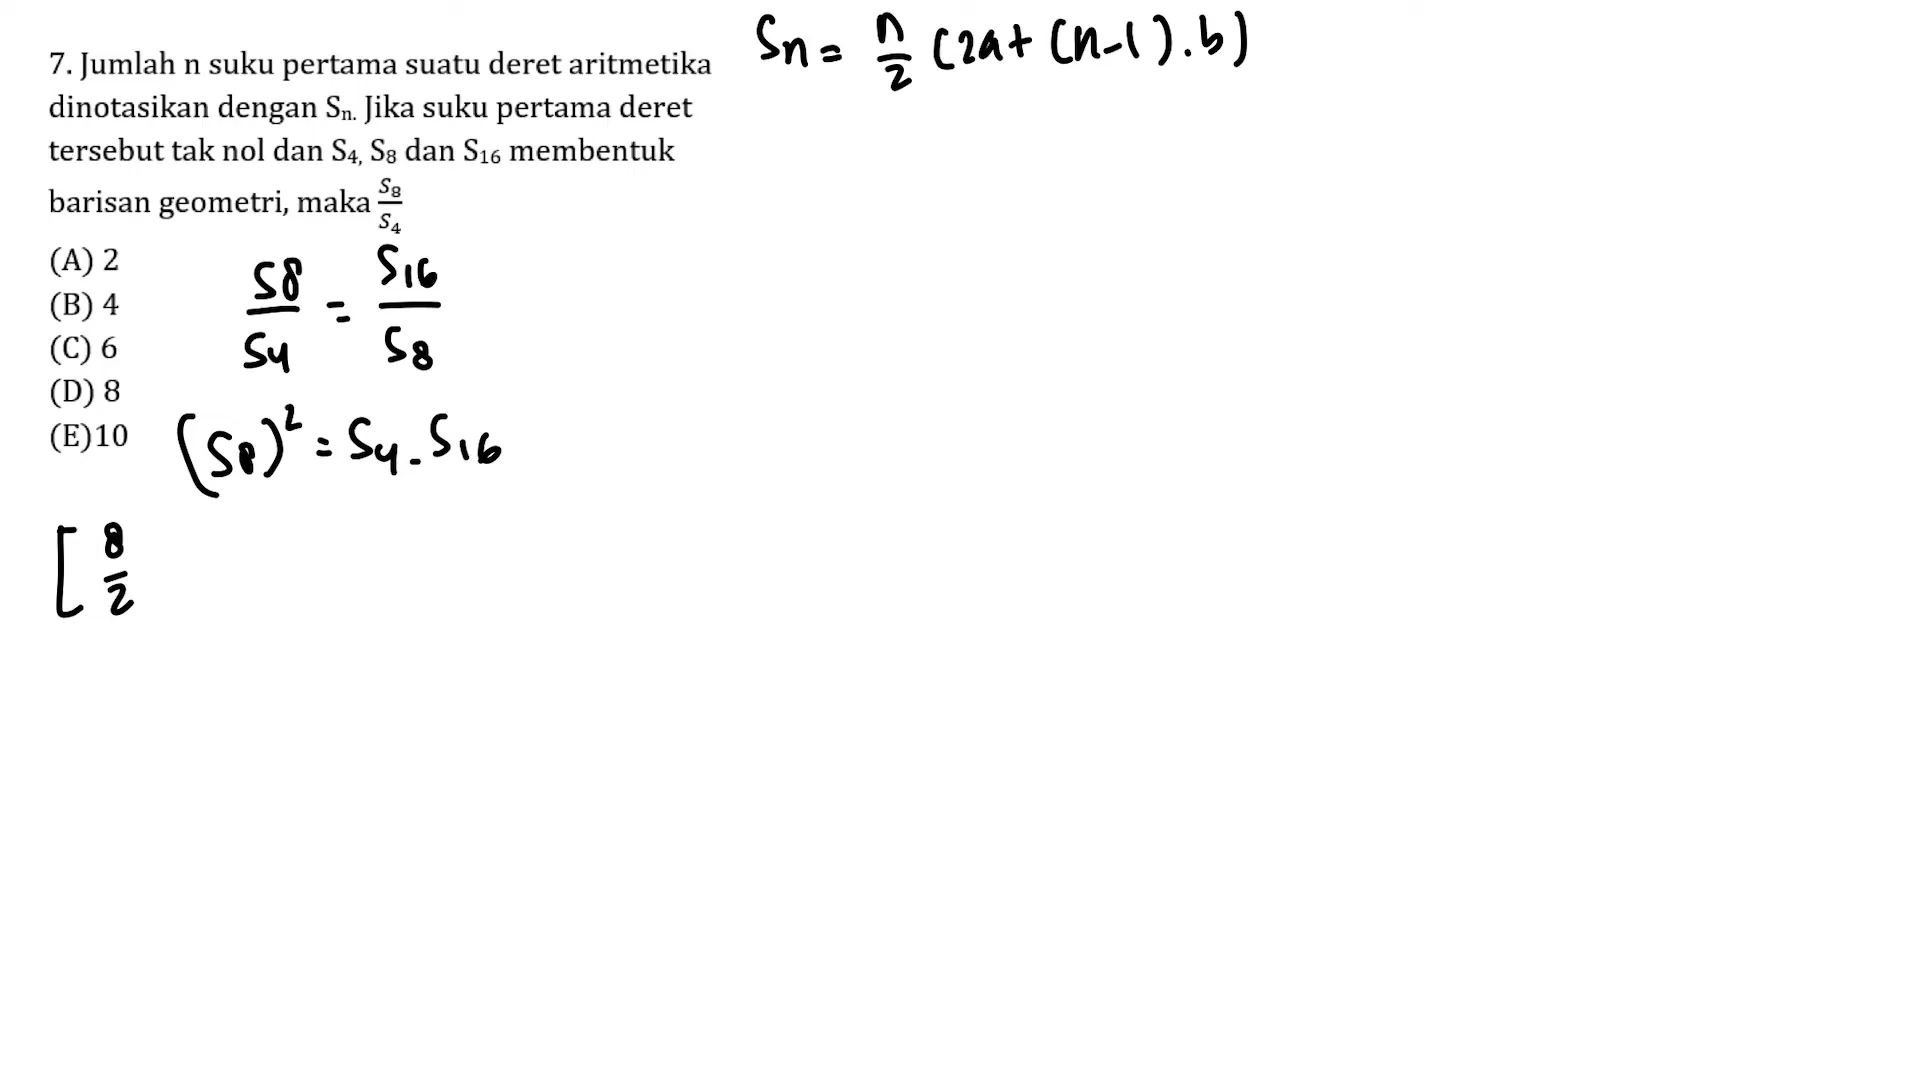 7. Jumlah n suku pertama suatu deret aritmetika
dinotasikan dengan Sₙ. Jika suku pertama deret
tersebut tak nol dan S₄, S₈ dan S₁₆ membentuk
barisan geometri, maka S₈/S₄
(A) 2
(B) 4
(C) 6
(D) 8
(E)10
Sn = n/2 (2a + (n-1).b)
S8/S4 = S16/S8
(S8)² = S4 . S16
[ 8/2